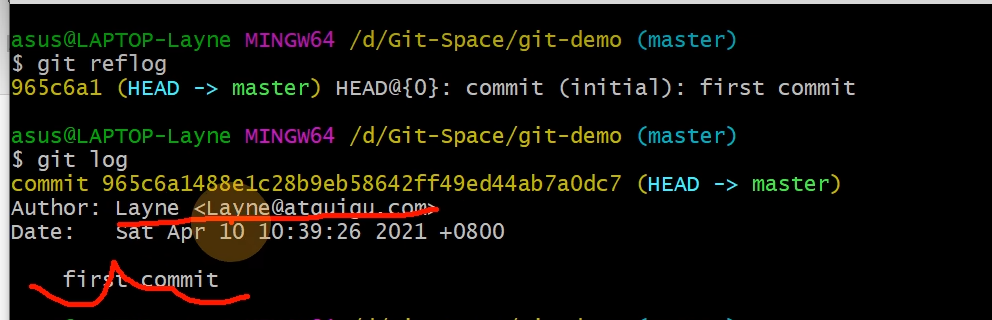 asus@LAPTOP-Layne MINGW64 /d/Git-Space/git-demo (master)
$ git reflog
965c6a1 (HEAD -> master) HEAD@{0}: commit (initial): first commit
asus@LAPTOP-Layne MINGW64 /d/Git-Space/git-demo (master)
$ git log
commit 965c6a1488e1c28b9eb58642ff49ed44ab7a0dc7 (HEAD -> master)
Author: Layne <Layne@atguigu.com>
Date: Sat Apr 10 10:39:26 2021 +0800
first commit